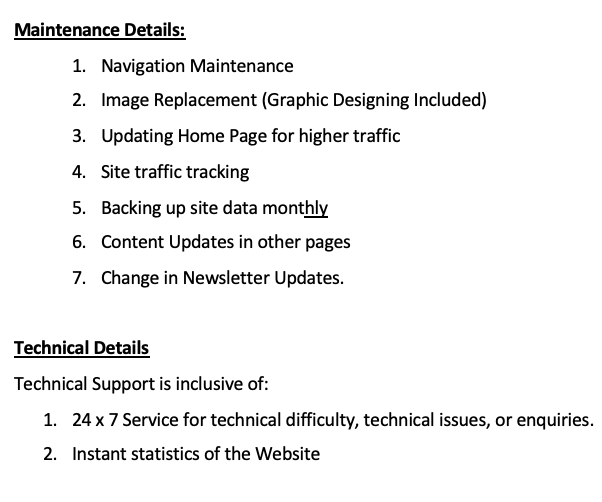 Maintenance Details:
1. Navigation Maintenance
2. Image Replacement (Graphic Designing Included)
3. Updating Home Page for higher traffic
4. Site traffic tracking
5. Backing up site data monthly
6. Content Updates in other pages
7. Change in Newsletter Updates.
Technical Details
Technical Support is inclusive of:
1. 24 x 7 Service for technical difficulty, technical issues, or enquiries.
2. Instant statistics of the Website